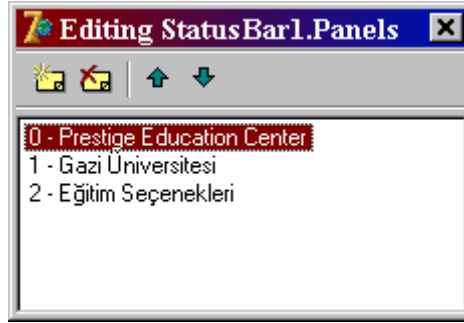 Editing StatusBar1.Panels
0 - Prestige Education Center
1 - Gazi Üniversitesi
2 - Eğitim Seçenekleri